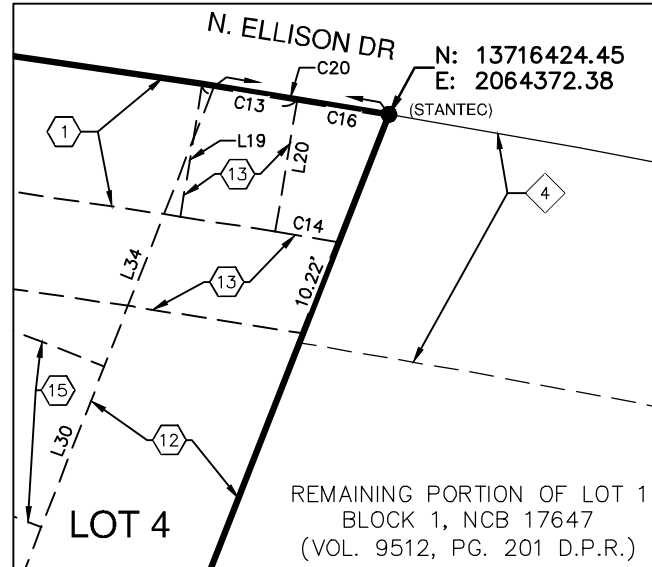 N. ELLISON DR
N: 13716424.45
E: 2064372.38
(STANTEC)
C20
C13
C16
1
L19
13
L20
4
C14
L34
13
10.22'
15
L30
12
LOT 4
REMAINING PORTION OF LOT 1
BLOCK 1, NCB 17647
(VOL. 9512, PG. 201 D.P.R.)